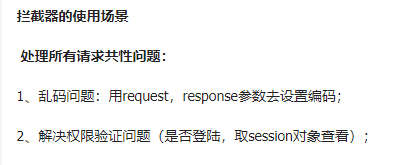 拦截器的使用场景
处理所有请求共性问题：
1、乱码问题：用request，response参数去设置编码；
2、解决权限验证问题（是否登陆，取session对象查看）；